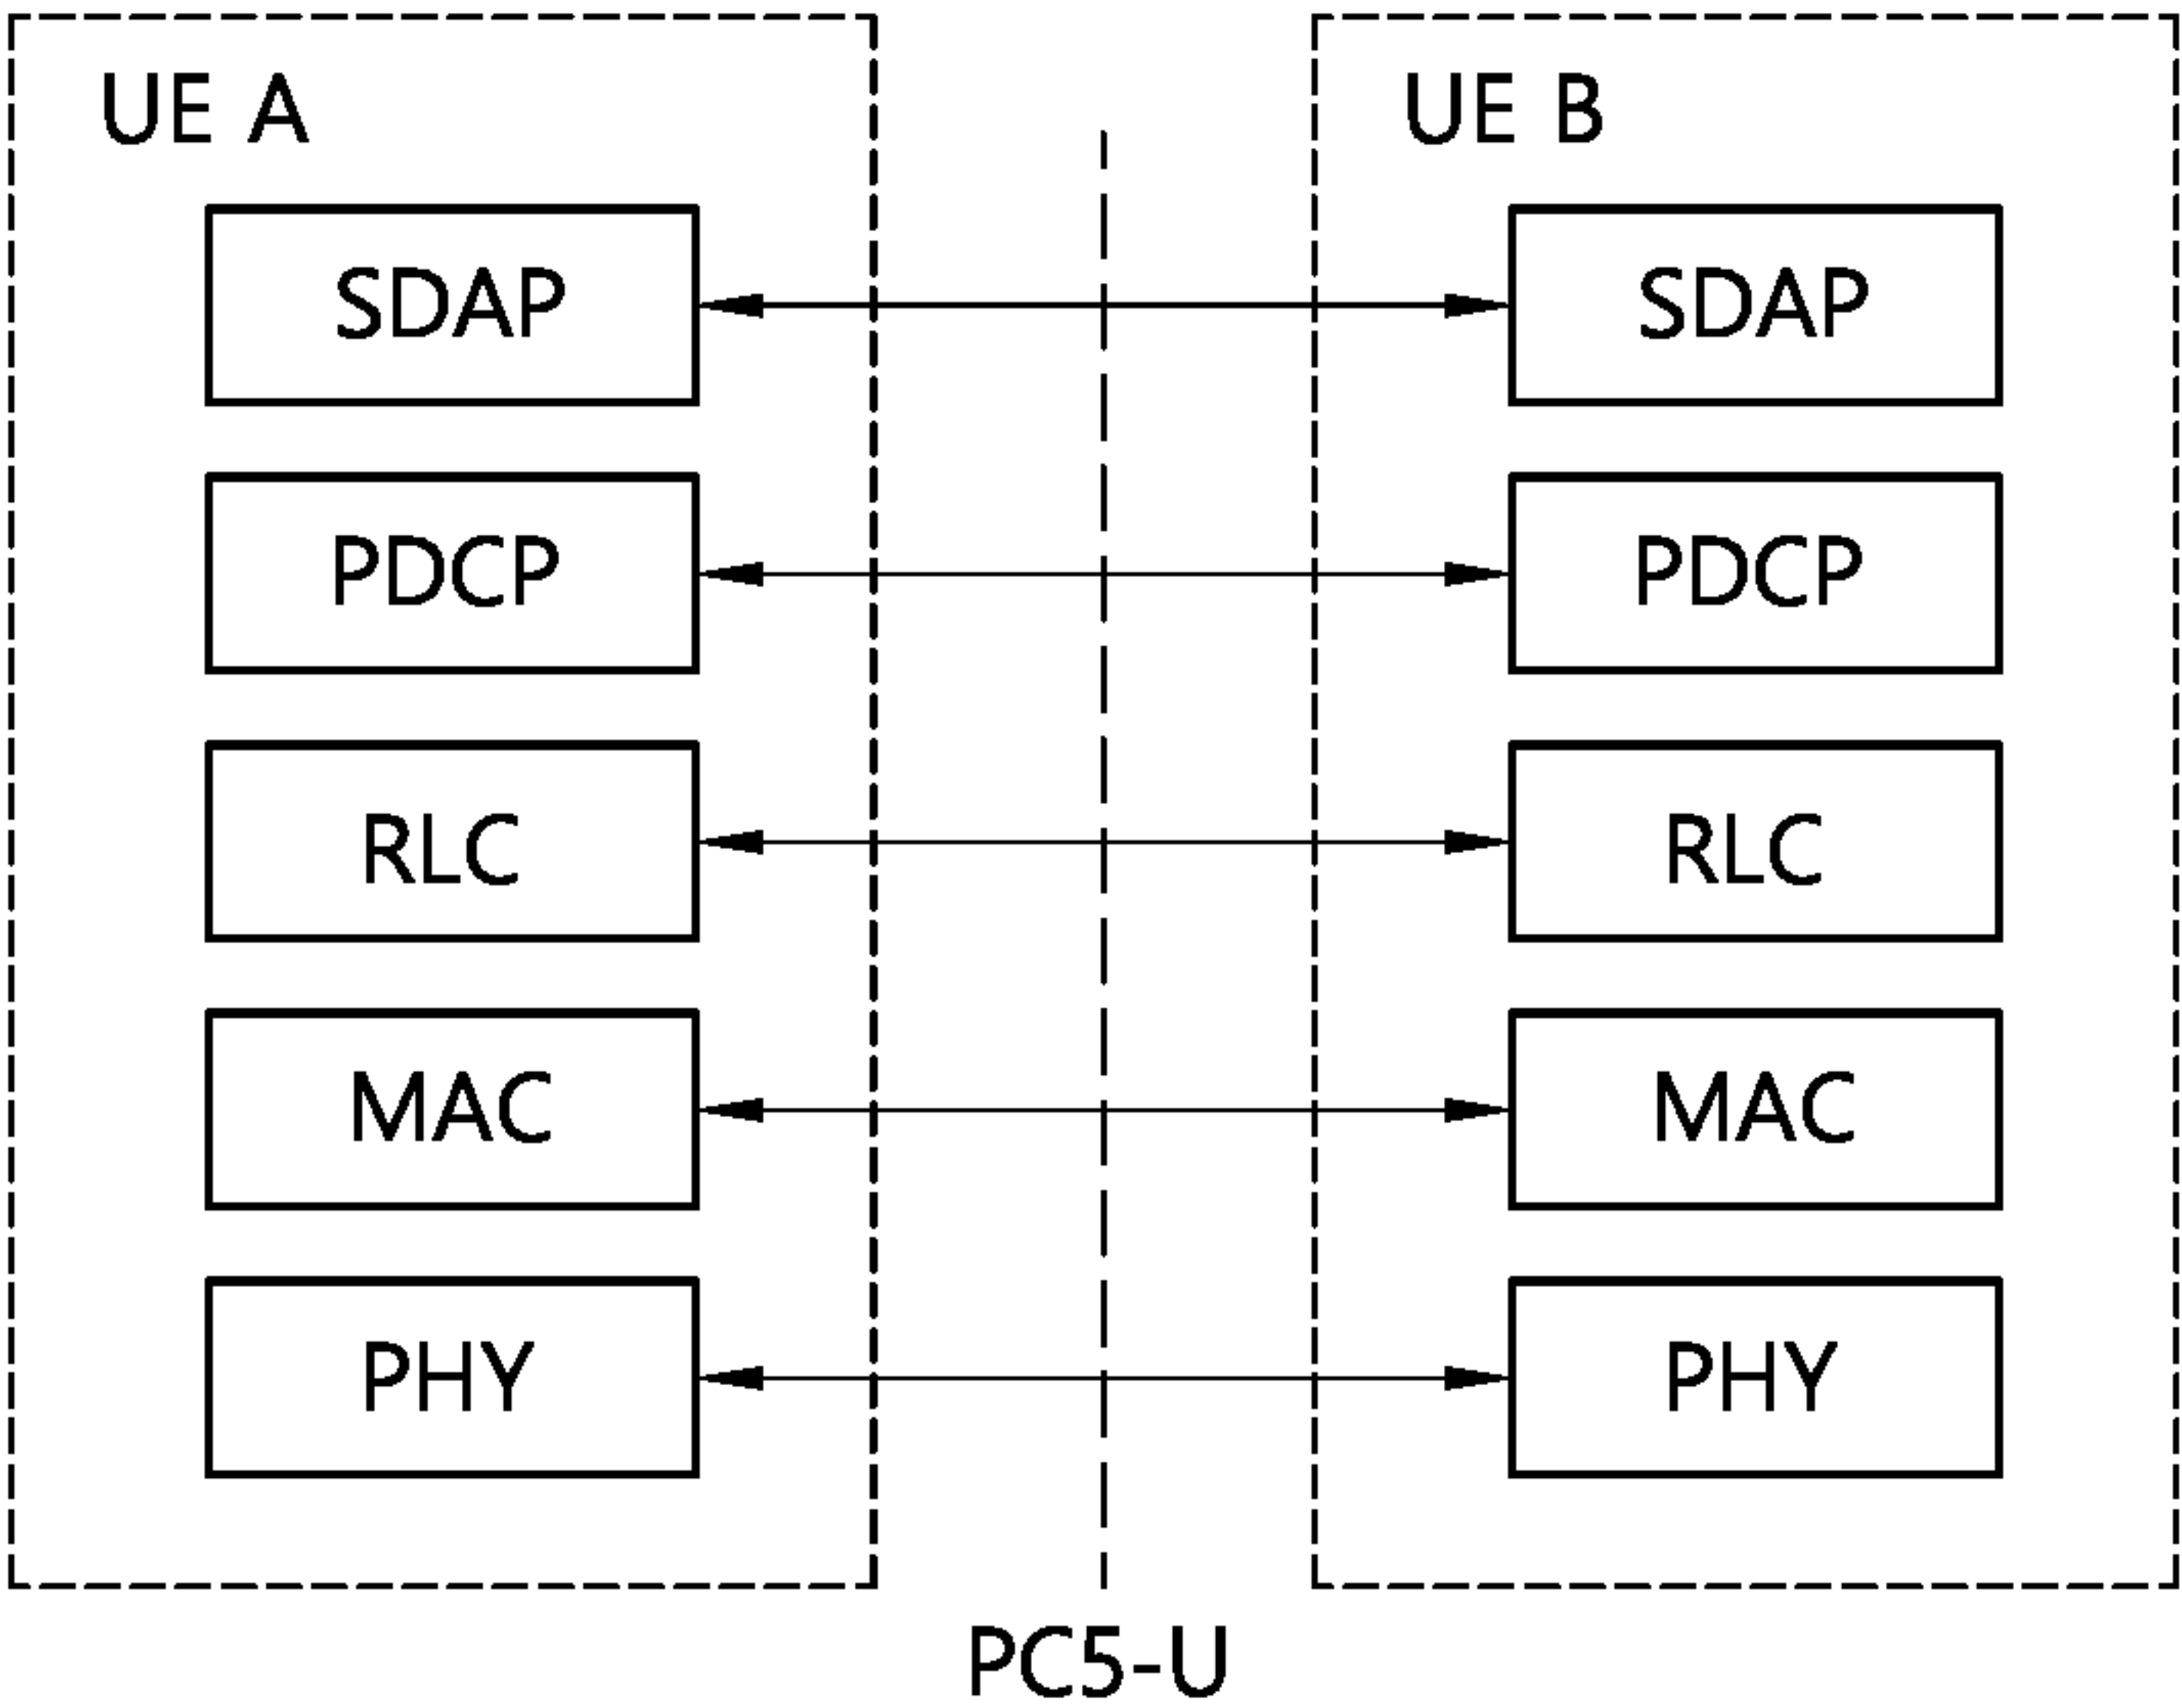 UE A
UE B
SDAP
SDAP
PDCP
PDCP
RLC
RLC
MAC
MAC
PHY
PHY
PC5-U